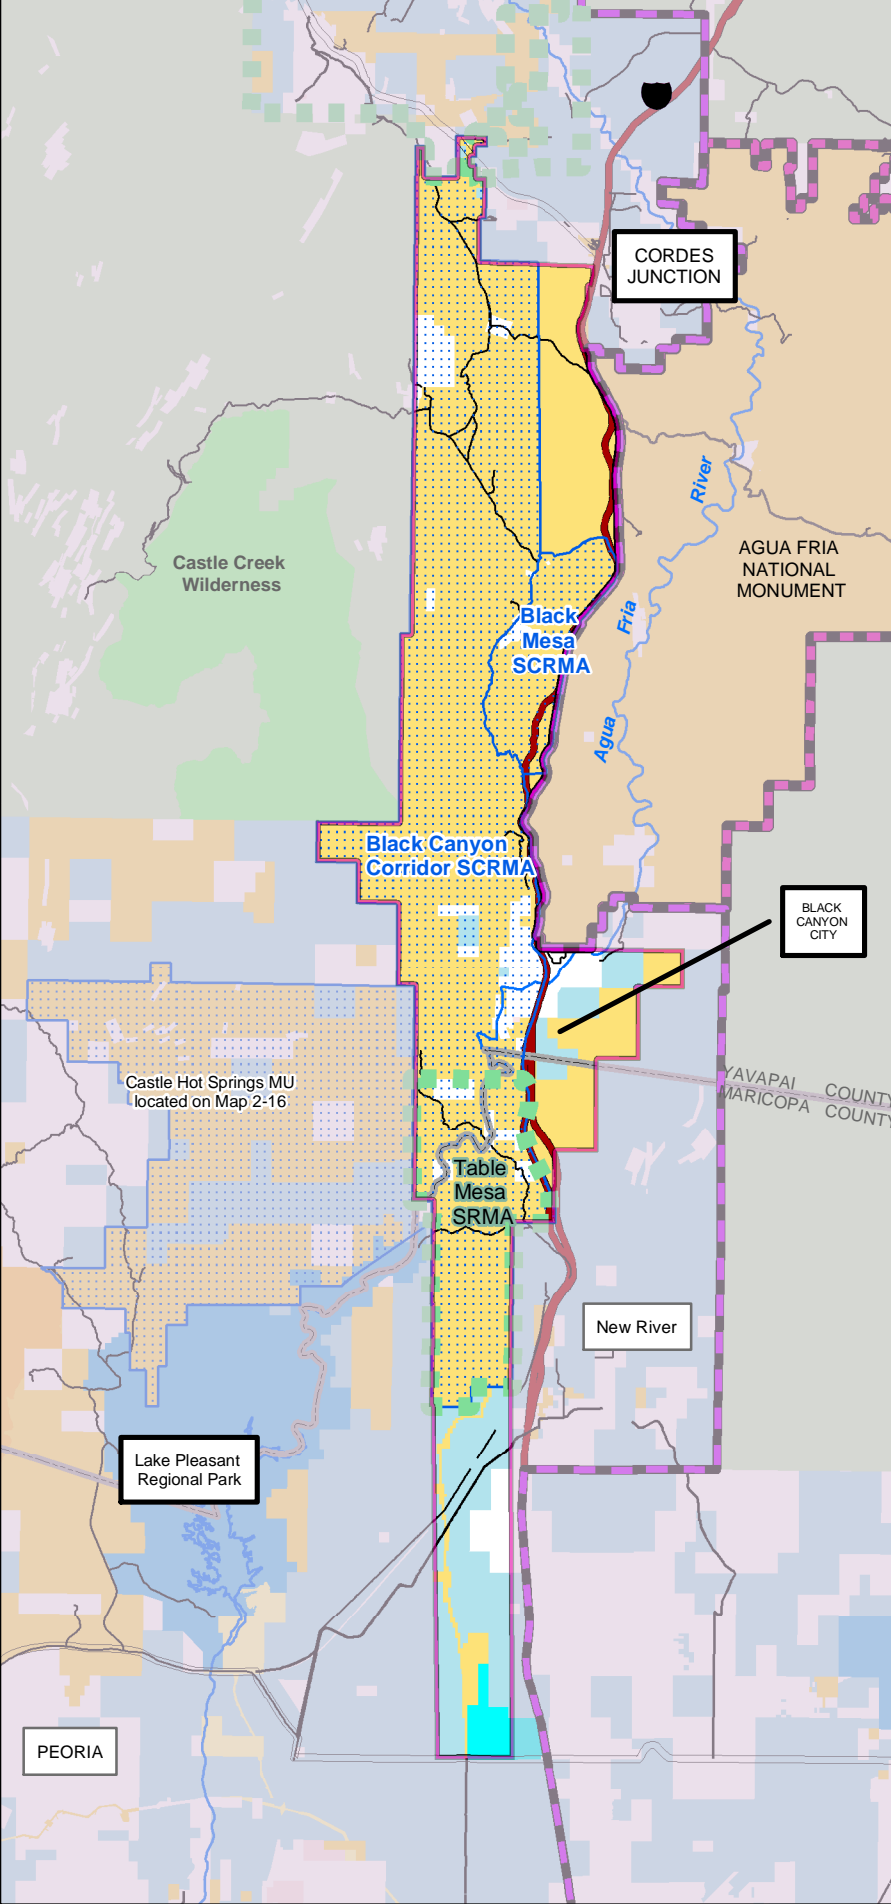 CORDES
JUNCTION
River
AGUA FRIA
NATIONAL
MONUMENT
Castle Creek
Wilderness
Fria
Black
Mesa
SCRMA
Agua
Black Canyon
Corridor SCRMA
BLACK
CANYON
CITY
YAVAPAI COUNTY
MARICOPA COUNTY
Castle Hot Springs MU
located on Map 2-16
Table
Mesa
SRMA
New River
Lake Pleasant
Regional Park
PEORIA